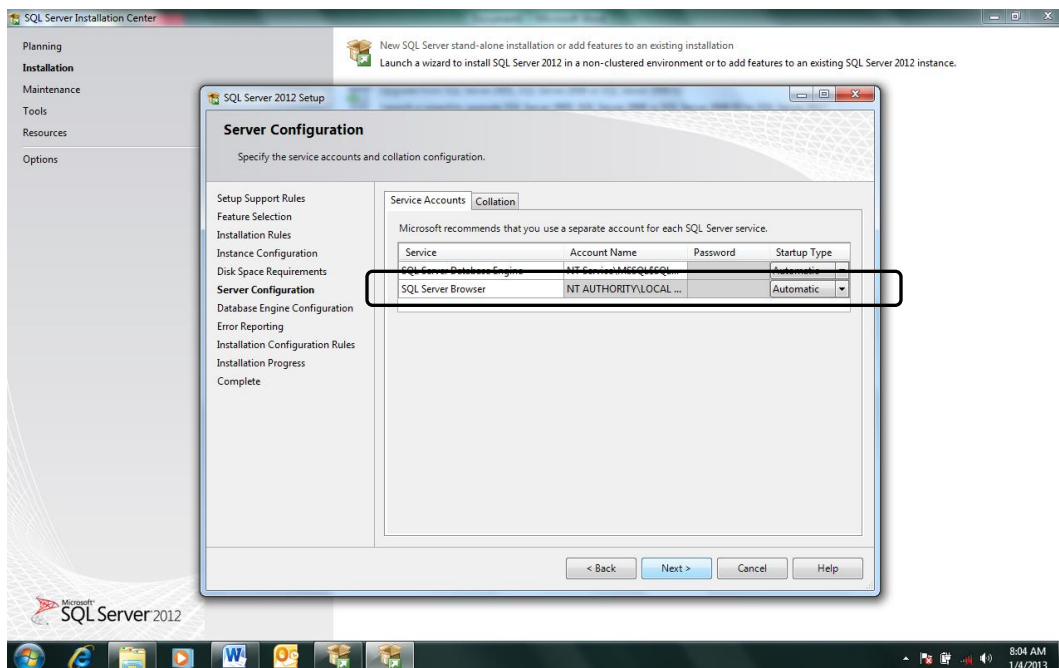 SQL Server Installation Center
Planning
Installation
Maintenance
Tools
Resources
Options
New SQL Server stand-alone installation or add features to an existing installation
Launch a wizard to install SQL Server 2012 in a non-clustered environment or to add features to an existing SQL Server 2012 instance.
SQL Server 2012 Setup
Server Configuration
Specify the service accounts and collation configuration.
Setup Support Rules
Feature Selection
Installation Rules
Instance Configuration
Disk Space Requirements
Server Configuration
Database Engine Configuration
Error Reporting
Installation Configuration Rules
Installation Progress
Complete
Service Accounts Collation
Microsoft recommends that you use a separate account for each SQL Server service.
Service Account Name Password Startup Type
SQL Server Database Engine NT Service\MSSQL$SQL... Automatic
SQL Server Browser NT AUTHORITY\LOCAL ... Automatic
< Back Next > Cancel Help
Microsoft
SQL Server 2012
8:04 AM
1/4/2013